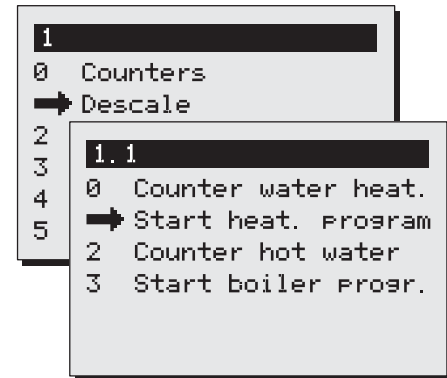 1
0 Counters
Descale
2
3
4
5
1.1
0 Counter water heat.
Start heat. program
2 Counter hot water
3 Start boiler progr.